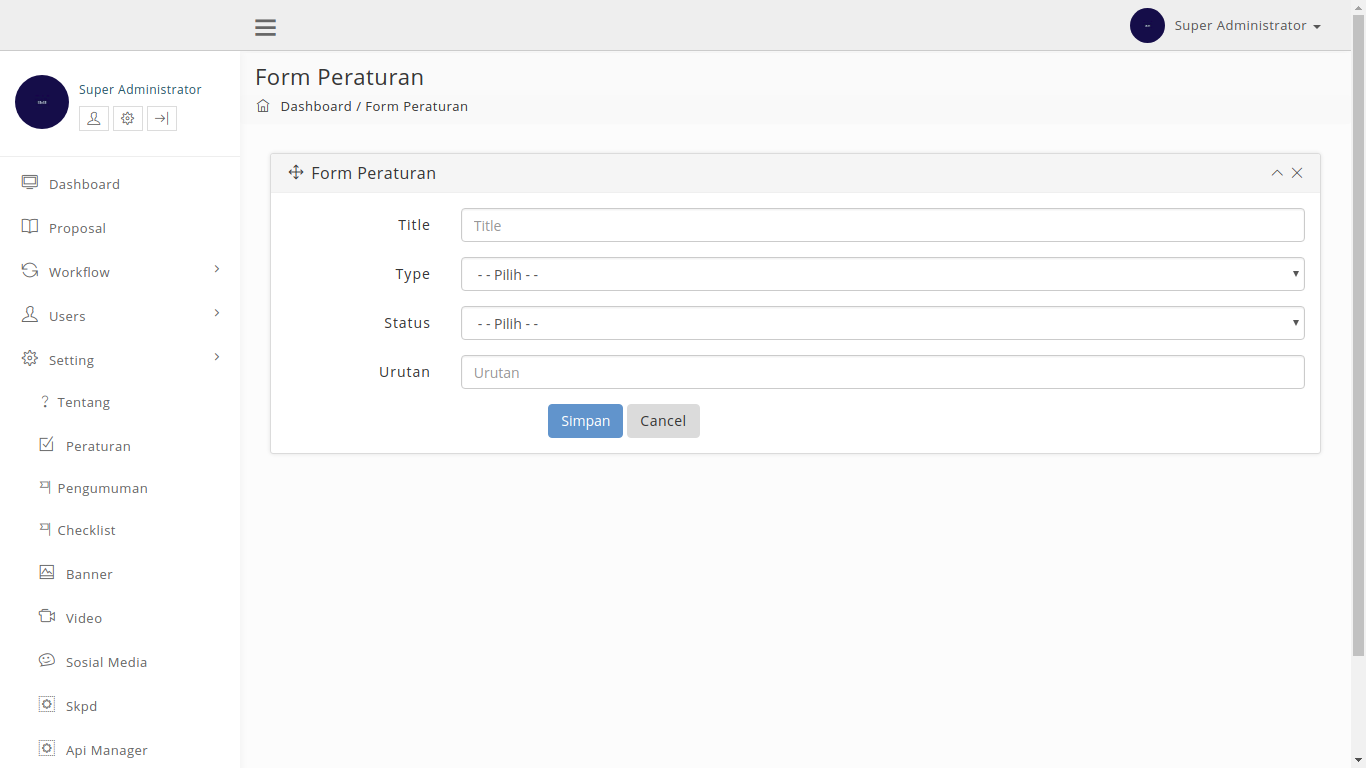 Super Administrator
Super Administrator
Form Peraturan
Dashboard / Form Peraturan
Dashboard
Proposal
Workflow
Users
Setting
? Tentang
Peraturan
Pengumuman
Checklist
Banner
Video
Sosial Media
Skpd
Api Manager
Form Peraturan
Title
Title
Type
- - Pilih - -
Status
- - Pilih - -
Urutan
Urutan
Simpan
Cancel